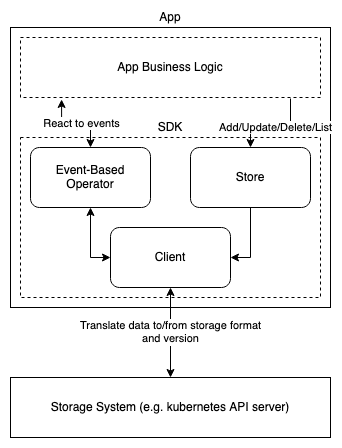 App
App Business Logic
React to events
SDK
Add/Update/Delete/List
Event-Based
Operator
Store
Client
Translate data to/from storage format
and version
Storage System (e.g. kubernetes API server)